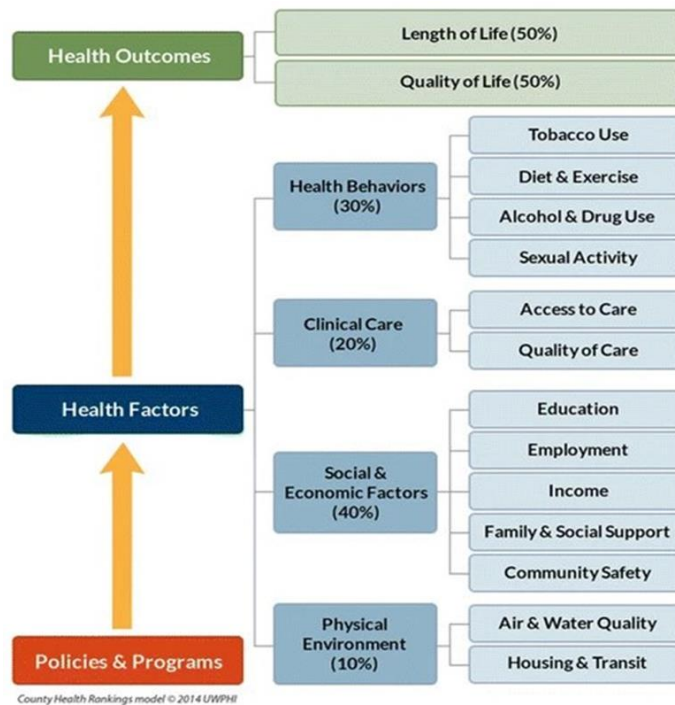 Health Outcomes
Length of Life (50%)
Quality of Life (50%)
Health Behaviors
(30%)
Tobacco Use
Diet & Exercise
Alcohol & Drug Use
Sexual Activity
Clinical Care
(20%)
Access to Care
Quality of Care
Health Factors
Social &
Economic Factors
(40%)
Education
Employment
Income
Family & Social Support
Community Safety
Physical
Environment
(10%)
Air & Water Quality
Housing & Transit
Policies & Programs
County Health Rankings model © 2014 UWPHI